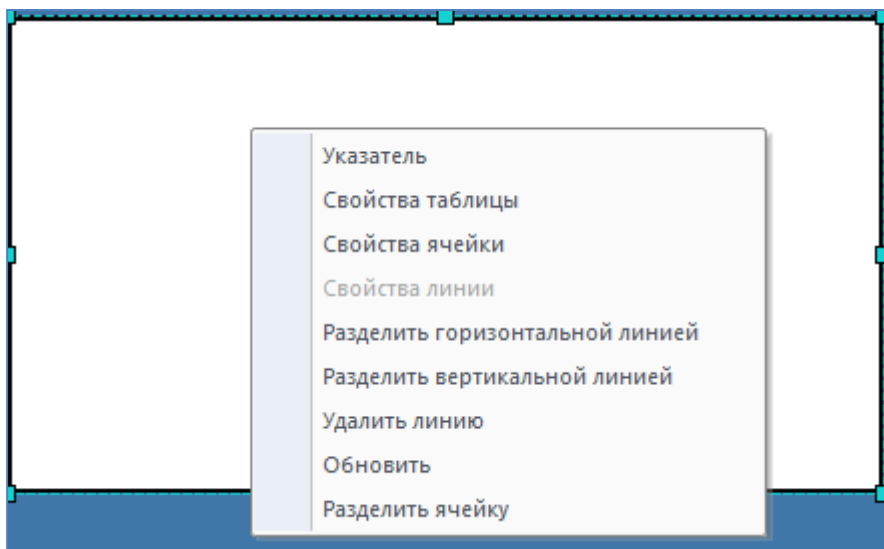 Указатель
Свойства таблицы
Свойства ячейки
Свойства линии
Разделить горизонтальной линией
Разделить вертикальной линией
Удалить линию
Обновить
Разделить ячейку